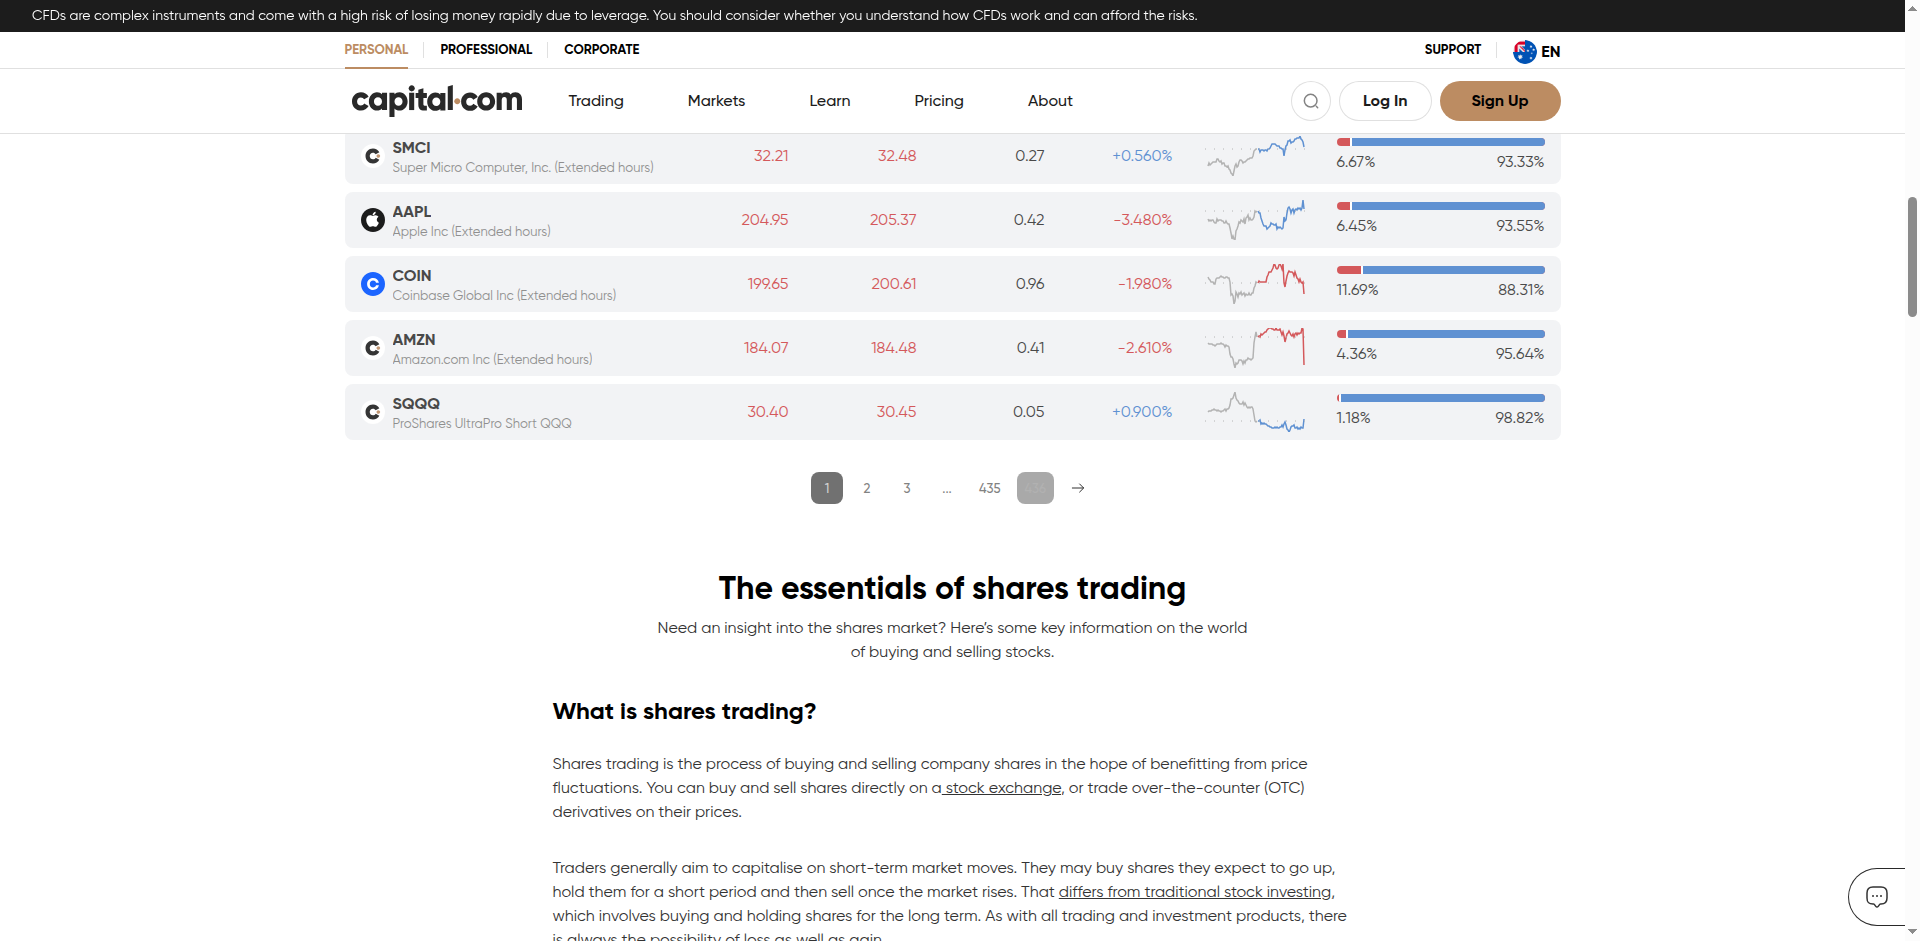 CFDs are complex instruments and come with a high risk of losing money rapidly due to leverage. You should consider whether you understand how CFDs work and can afford the risks.
PERSONAL PROFESSIONAL CORPORATE SUPPORT EN
capital.com Trading Markets Learn Pricing About Log In Sign Up
SMCI
Super Micro Computer, Inc. (Extended hours)
32.21 32.48 0.27 +0.560% 6.67% 93.33%
AAPL
Apple Inc (Extended hours)
204.95 205.37 0.42 -3.480% 6.45% 93.55%
COIN
Coinbase Global Inc (Extended hours)
199.65 200.61 0.96 -1.980% 11.69% 88.31%
AMZN
Amazon.com Inc (Extended hours)
184.07 184.48 0.41 -2.610% 4.36% 95.64%
SQQQ
ProShares UltraPro Short QQQ
30.40 30.45 0.05 +0.900% 1.18% 98.82%
1 2 3 ... 435 436
The essentials of shares trading
Need an insight into the shares market? Here's some key information on the world
of buying and selling stocks.
What is shares trading?
Shares trading is the process of buying and selling company shares in the hope of benefitting from price
fluctuations. You can buy and sell shares directly on a stock exchange, or trade over-the-counter (OTC)
derivatives on their prices.
Traders generally aim to capitalise on short-term market moves. They may buy shares they expect to go up,
hold them for a short period and then sell once the market rises. That differs from traditional stock investing,
which involves buying and holding shares for the long term. As with all trading and investment products, there
is always the possibility of loss as well as gain.